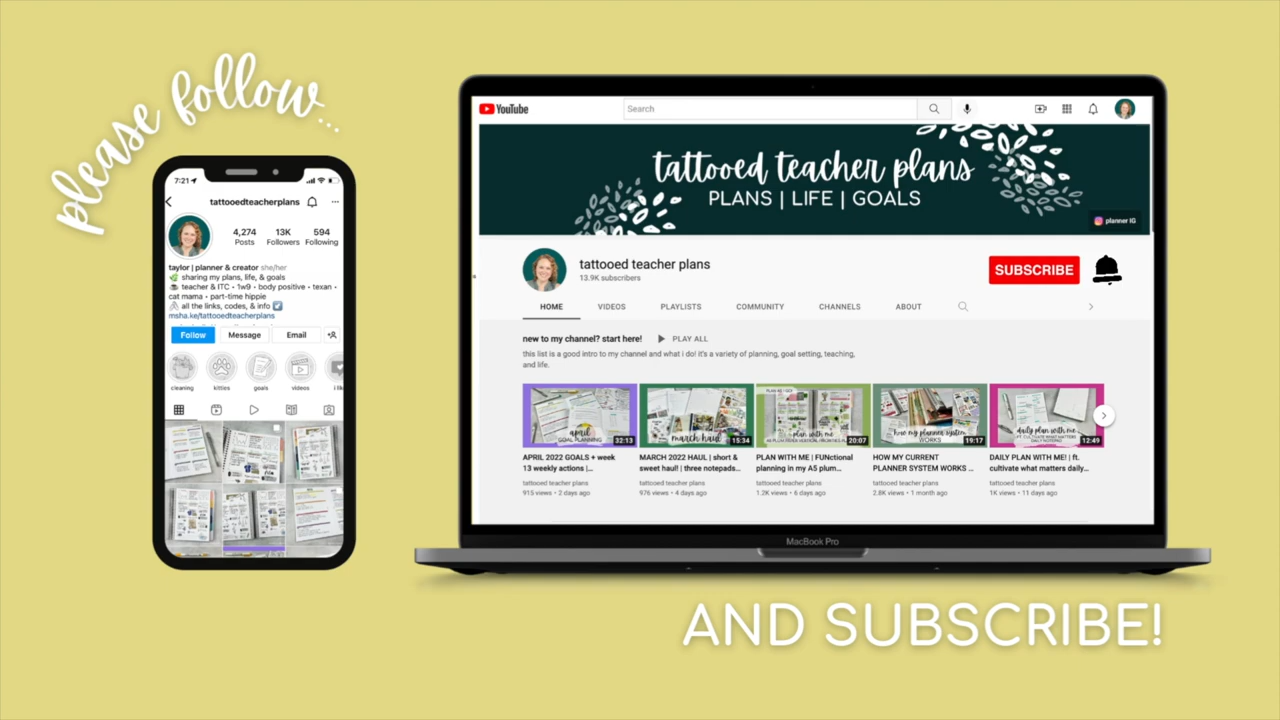 please follow...
7:21
tattooedteacherplans
4,274
Posts
13K
Followers
594
Following
taylor | planner & creator she/her
sharing my plans, life, & goals
teacher & ITC • 1w9 • body positive • texan •
cat mama • part-time hippie
all the links, codes, & info
msha.ke/tattooedteacherplans
Follow
Message
Email
cleaning
kitties
goals
videos
i lik
YouTube
Search
tattooed teacher plans
PLANS | LIFE | GOALS
planner IG
tattooed teacher plans
13.9K subscribers
SUBSCRIBE
HOME
VIDEOS
PLAYLISTS
COMMUNITY
CHANNELS
ABOUT
new to my channel? start here!
PLAY ALL
this list is a good intro to my channel and what i do! it's a variety of planning, goal setting, teaching,
and life.
april
GOAL PLANNING
32:13
march haul
15:34
plan with me
20:07
how my planner system
WORKS
19:17
daily plan with me
12:49
APRIL 2022 GOALS + week
13 weekly actions |...
tattooed teacher plans
915 views • 2 days ago
MARCH 2022 HAUL | short &
sweet haul! | three notepads...
tattooed teacher plans
976 views • 4 days ago
PLAN WITH ME | FUNctional
planning in my A5 plum...
tattooed teacher plans
1.2K views • 6 days ago
HOW MY CURRENT
PLANNER SYSTEM WORKS ...
tattooed teacher plans
2.8K views • 1 month ago
DAILY PLAN WITH ME! | ft.
cultivate what matters daily...
tattooed teacher plans
1K views • 11 days ago
MacBook Pro
AND SUBSCRIBE!